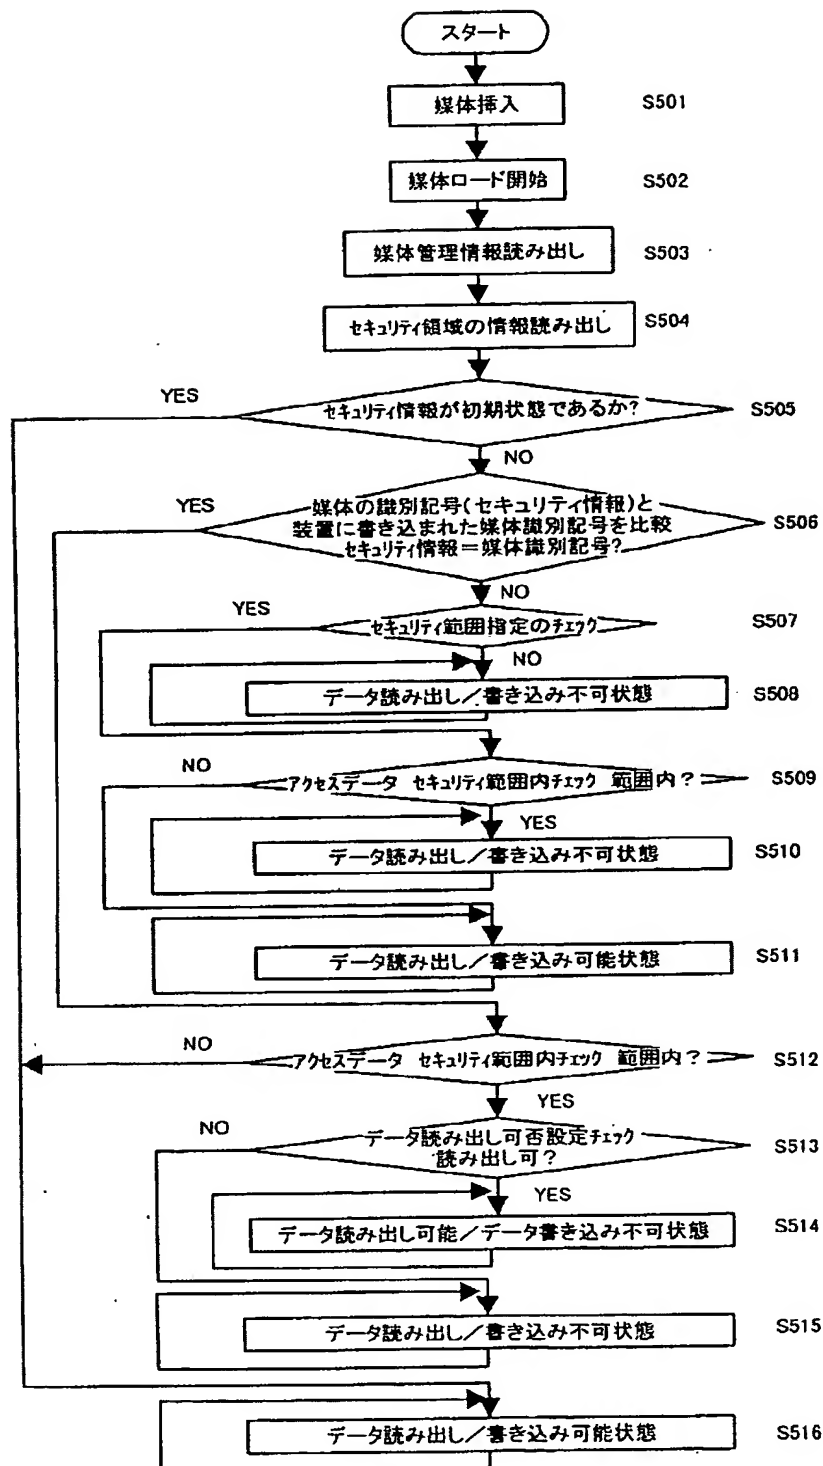 スタート
媒体挿入 S501
媒体ロード開始 S502
媒体管理情報読み出し S503
セキュリティ領域の情報読み出し S504
YES
セキュリティ情報が初期状態であるか? S505
NO
YES
媒体の識別記号(セキュリティ情報)と
装置に書き込まれた媒体識別記号を比較 S506
セキュリティ情報=媒体識別記号?
NO
YES
セキュリティ範囲指定のチェック S507
NO
データ読み出し/書き込み不可状態 S508
NO
アクセスデータ セキュリティ範囲内チェック 範囲内? S509
YES
データ読み出し/書き込み不可状態 S510
データ読み出し/書き込み可能状態 S511
NO
アクセスデータ セキュリティ範囲内チェック 範囲内? S512
YES
NO
データ読み出し可否設定チェック S513
読み出し可?
YES
データ読み出し可能/データ書き込み不可状態 S514
データ読み出し/書き込み不可状態 S515
データ読み出し/書き込み可能状態 S516